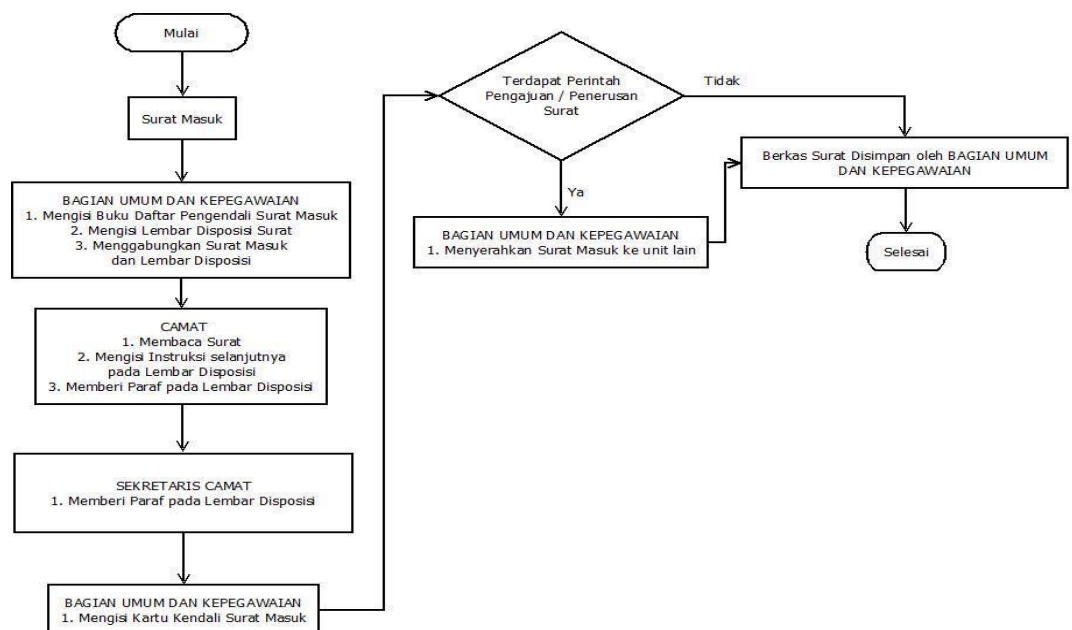 Mulai
Surat Masuk
BAGIAN UMUM DAN KEPEGAWAIAN
1. Mengisi Buku Daftar Pengendali Surat Masuk
2. Mengisi Lembar Disposisi Surat
3. Menggabungkan Surat Masuk
dan Lembar Disposisi
CAMAT
1. Membaca Surat
2. Mengisi Instruksi selanjutnya
pada Lembar Disposisi
3. Memberi Paraf pada Lembar Disposisi
SEKRETARIS CAMAT
1. Memberi Paraf pada Lembar Disposisi
BAGIAN UMUM DAN KEPEGAWAIAN
1. Mengisi Kartu Kendali Surat Masuk
Terdapat Perintah
Pengajuan / Penerusan
Surat
Tidak
Ya
BAGIAN UMUM DAN KEPEGAWAIAN
1. Menyerahkan Surat Masuk ke unit lain
Berkas Surat Disimpan oleh BAGIAN UMUM
DAN KEPEGAWAIAN
Selesai